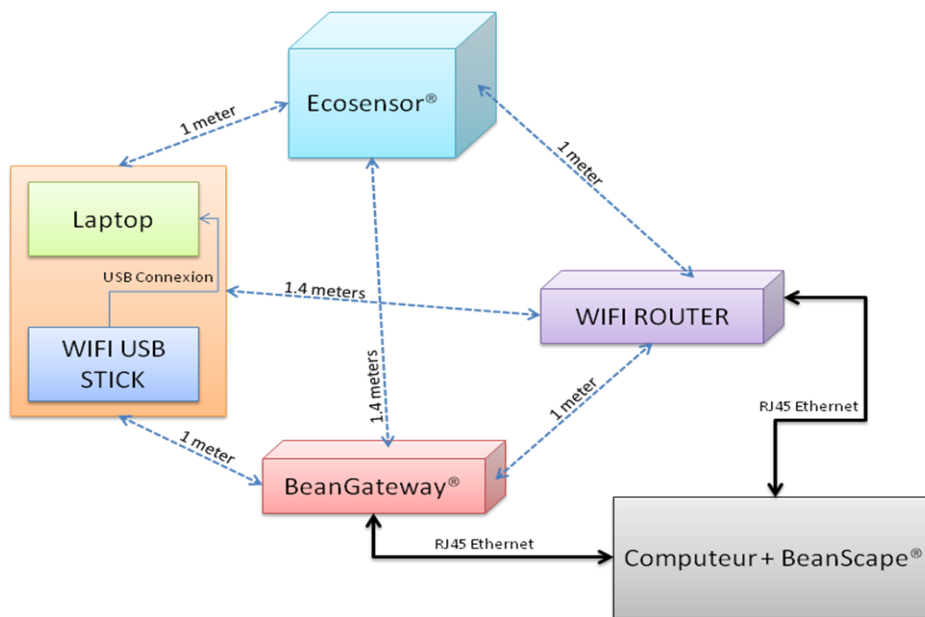 Ecosensor®
1 meter
1 meter
Laptop
USB Connexion
1.4 meters
WIFI ROUTER
WIFI USB
STICK
1.4 meters
1 meter
RJ45 Ethernet
1 meter
BeanGateway®
RJ45 Ethernet
Computeur + BeanScape®